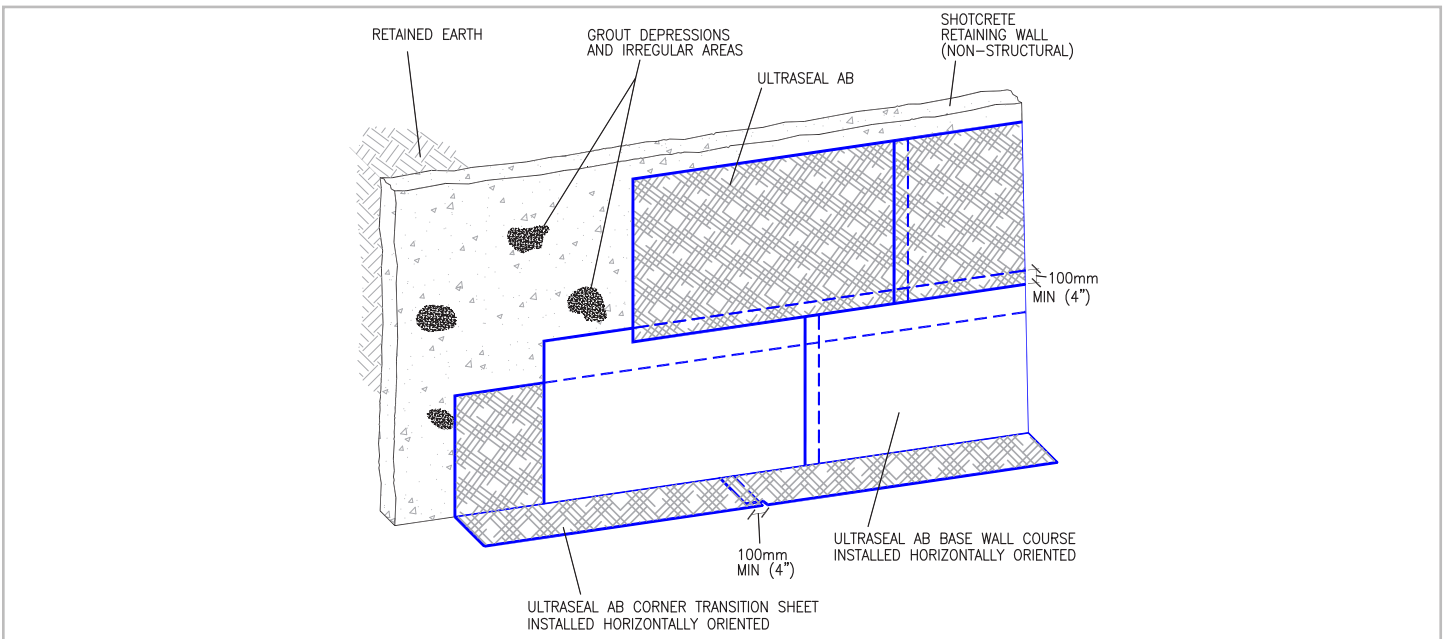 RETAINED EARTH
GROUT DEPRESSIONS
AND IRREGULAR AREAS
ULTRASEAL AB
SHOTCRETE
RETAINING WALL
(NON-STRUCTURAL)
100mm
MIN (4")
100mm
MIN (4")
ULTRASEAL AB BASE WALL COURSE
INSTALLED HORIZONTALLY ORIENTED
ULTRASEAL AB CORNER TRANSITION SHEET
INSTALLED HORIZONTALLY ORIENTED